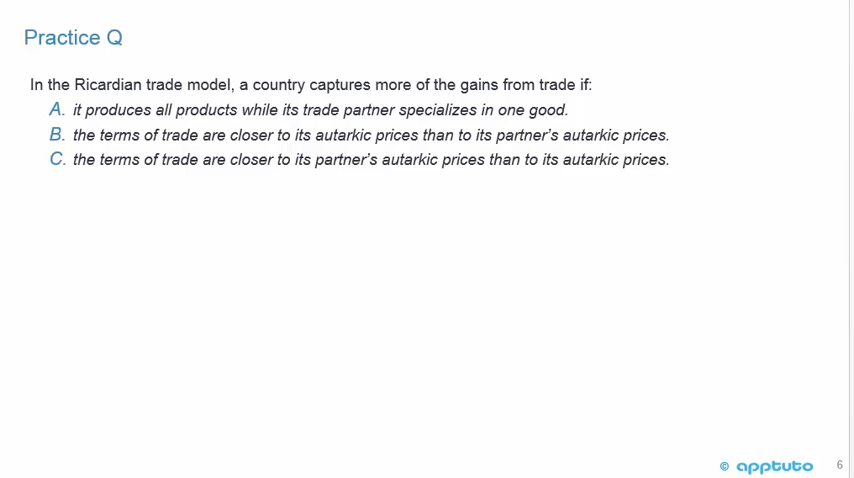 Practice Q
In the Ricardian trade model, a country captures more of the gains from trade if:
A. it produces all products while its trade partner specializes in one good.
B. the terms of trade are closer to its autarkic prices than to its partner's autarkic prices.
C. the terms of trade are closer to its partner's autarkic prices than to its autarkic prices.
© apptuto 6